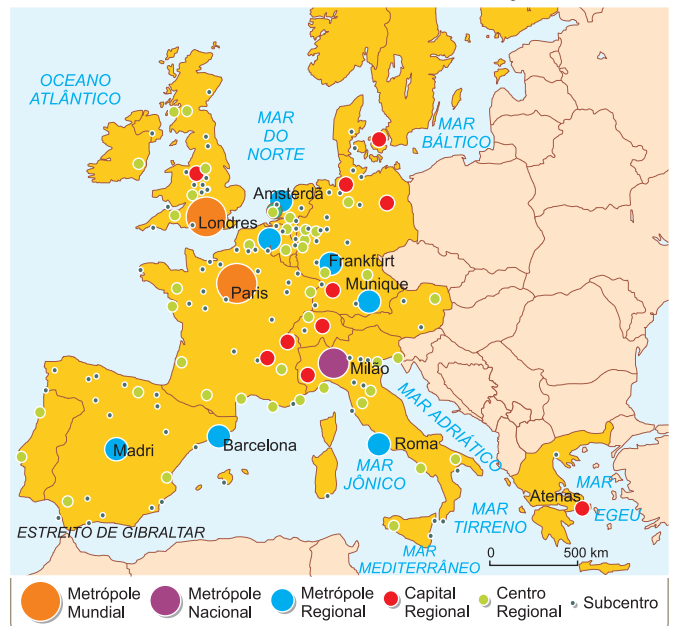 OCEANO
ATLÂNTICO
MAR
DO
NORTE
MAR
BÁLTICO
Amsterdã
Londres
Frankfurt
Munique
Paris
Milão
MAR ADRIÁTICO
Madri
Barcelona
Roma
MAR
JÔNICO
Atenas
MAR
EGEU
MAR
TIRRENO
ESTREITO DE GIBRALTAR
MAR
MEDITERRÂNEO
0 500 km
Metrópole
Mundial
Metrópole
Nacional
Metrópole
Regional
Capital
Regional
Centro
Regional
Subcentro